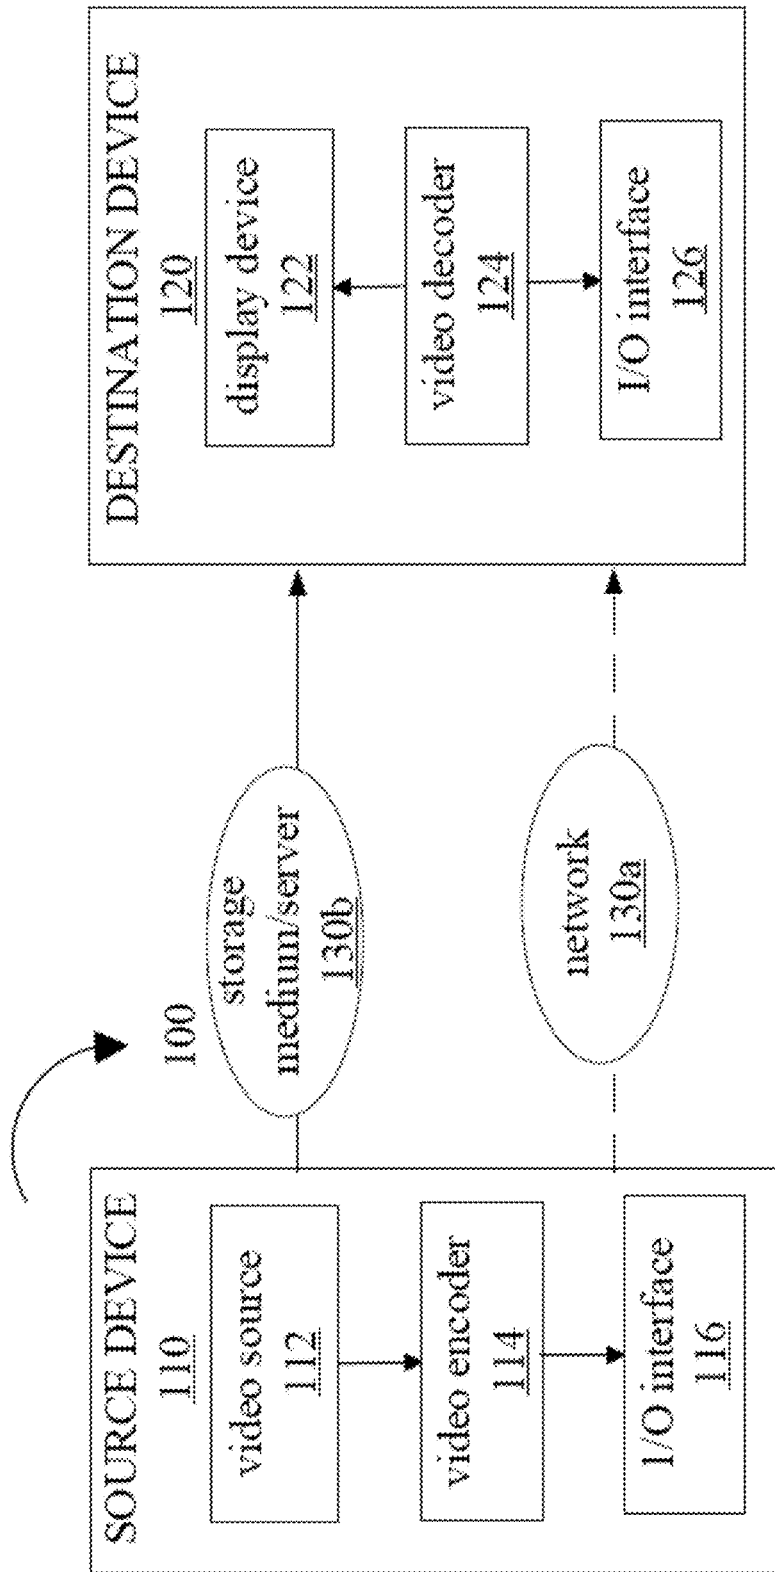 100
SOURCE DEVICE
110
video source
112
video encoder
114
I/O interface
116
storage
medium/server
130b
network
130a
DESTINATION DEVICE
120
display device
122
video decoder
124
I/O interface
126